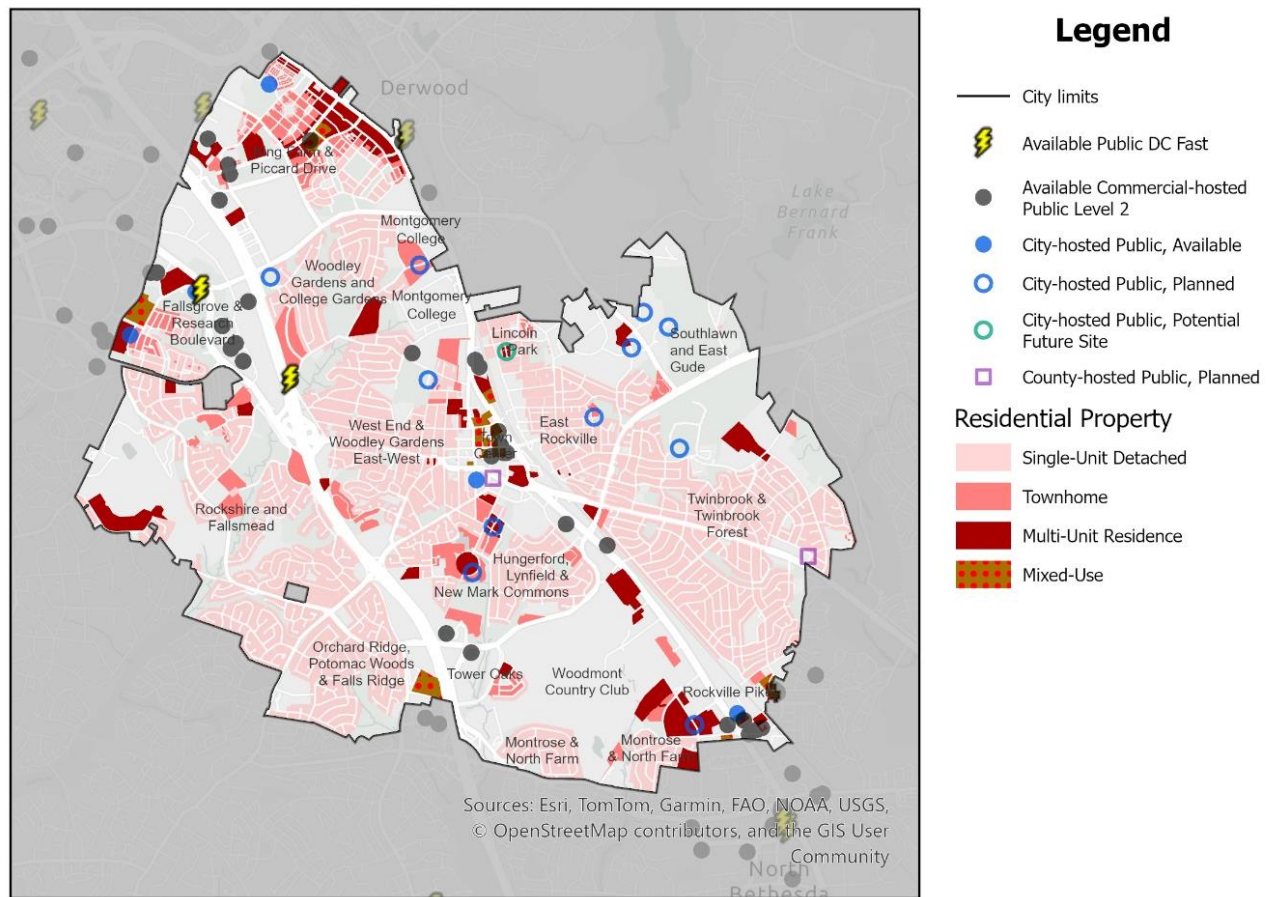 Derwood
Piccard Drive
Lake
Bernard
Frank
Montgomery
College
Woodley
Gardens and
College Gardens
Montgomery
College
Fallsgrove &
Research
Boulevard
Lincoln
Park
Southlawn
and East
Gude
West End &
Woodley Gardens
East-West
Town
Center
East
Rockville
Rockshire and
Fallsmead
Twinbrook &
Twinbrook
Forest
Hungerford,
Lynfield &
New Mark Commons
Orchard Ridge,
Potomac Woods
& Falls Ridge
Tower Oaks
Woodmont
Country Club
Rockville Pike
Montrose &
North Farm
Montrose
& North Farm
Sources: Esri, TomTom, Garmin, FAO, NOAA, USGS,
© OpenStreetMap contributors, and the GIS User
Community
North
Bethesda
Legend
City limits
Available Public DC Fast
Available Commercial-hosted
Public Level 2
City-hosted Public, Available
City-hosted Public, Planned
City-hosted Public, Potential
Future Site
County-hosted Public, Planned
Residential Property
Single-Unit Detached
Townhome
Multi-Unit Residence
Mixed-Use